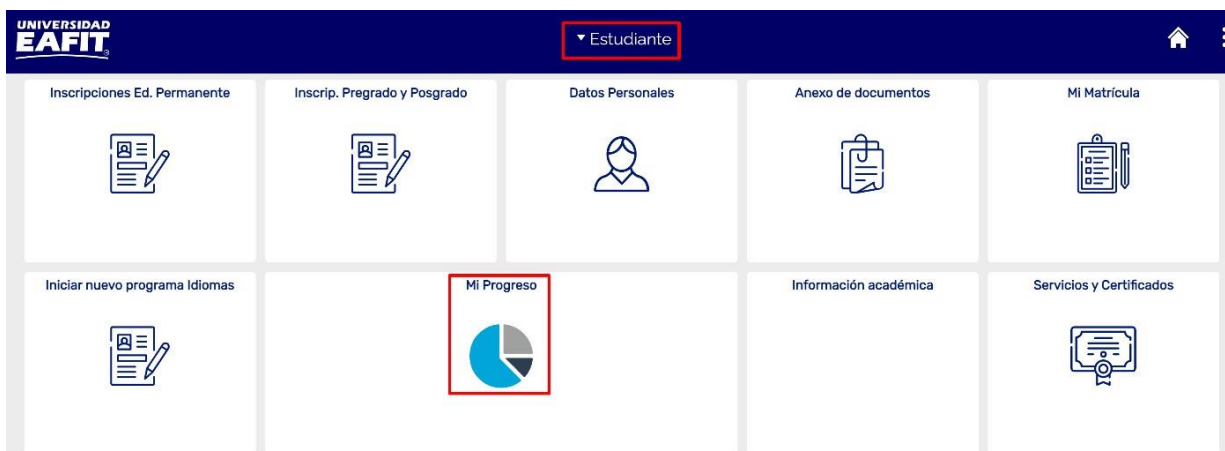 UNIVERSIDAD
EAFIT
Estudiante
Inscripciones Ed. Permanente
Inscrip. Pregrado y Posgrado
Datos Personales
Anexo de documentos
Mi Matrícula
Iniciar nuevo programa Idiomas
Mi Progreso
Información académica
Servicios y Certificados